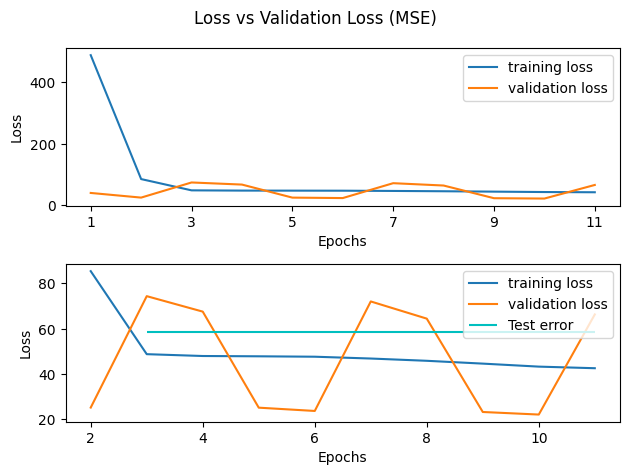 Loss vs Validation Loss (MSE)
Loss
400
200
0
training loss
validation loss
1 3 5 7 9 11
Epochs
Loss
80
60
40
20
training loss
validation loss
Test error
2 4 6 8 10
Epochs